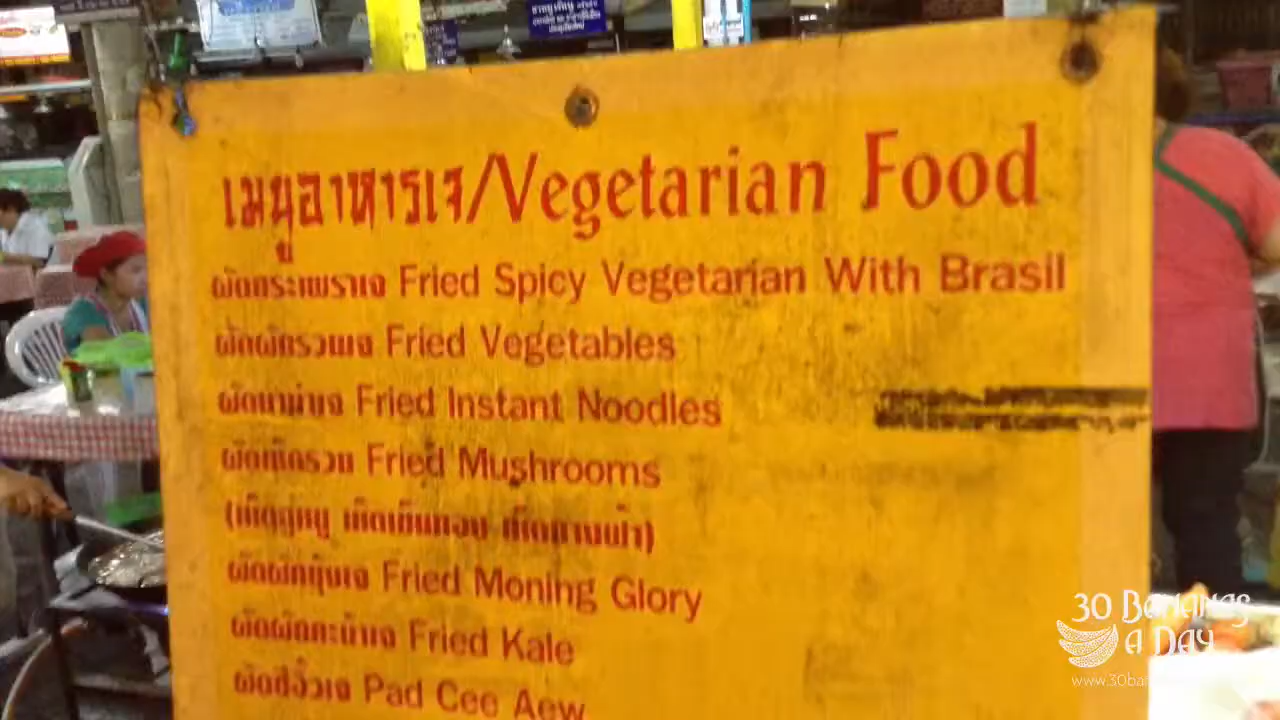 เมนูอาหารเจ/Vegetarian Food
ผัดกระเพราเจ Fried Spicy Vegetarian With Brasil
ผัดผักรวมเจ Fried Vegetables
ผัดมาม่าเจ Fried Instant Noodles
ผัดเห็ดรวม Fried Mushrooms
(เห็ดหูหนู เห็ดเข็มทอง เห็ดนางฟ้า)
ผัดผักบุ้งเจ Fried Moning Glory
ผัดผักคะน้าเจ Fried Kale
ผัดซีอิ๊วเจ Pad Cee Aew
30 BANANAS
A DAY